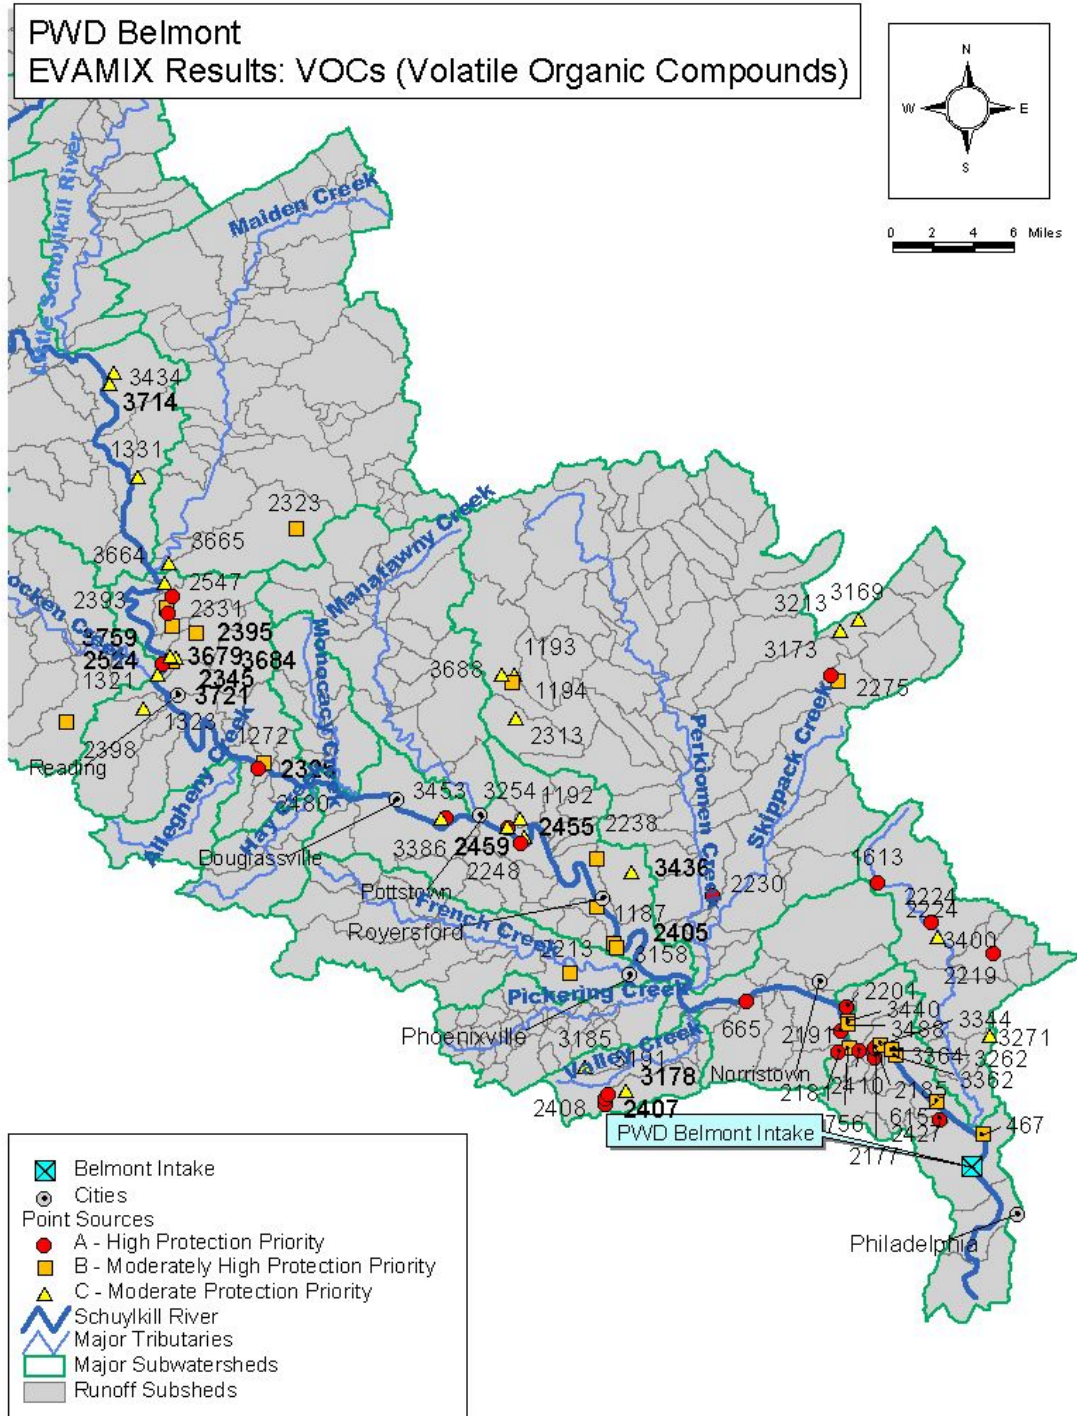 PWD Belmont
EVAMIX Results: VOCs (Volatile Organic Compounds)
N
W
E
S
0 2 4 6 Miles
Little Schuylkill River
Maiden Creek
3434
3714
1331
2323
3664
3665
2547
2393
2331
3759
2395
2524
3679
3684
1321
2345
3721
1323
2398
Reading
1272
2325
2480
Allegheny Creek
Hay Creek
Monocacy Creek
Manatawny Creek
Douglassville
3453
3254
1192
3386
2459
2455
2248
Pottstown
2238
3688
1193
1194
2313
Perkiomen Creek
Skippack Creek
3213
3169
3173
2275
3436
2230
Royersford
1187
French Creek
2405
2213
3158
Phoenixville
Pickering Creek
3185
Valley Creek
3178
2408
2407
665
Norristown
1613
2224
2224
3400
2219
2204
3440
3344
2191
3488
3271
3364
3262
2410
2185
3362
615
2427
467
2177
PWD Belmont Intake
Philadelphia
Belmont Intake
Cities
Point Sources
A - High Protection Priority
B - Moderately High Protection Priority
C - Moderate Protection Priority
Schuylkill River
Major Tributaries
Major Subwatersheds
Runoff Subsheds